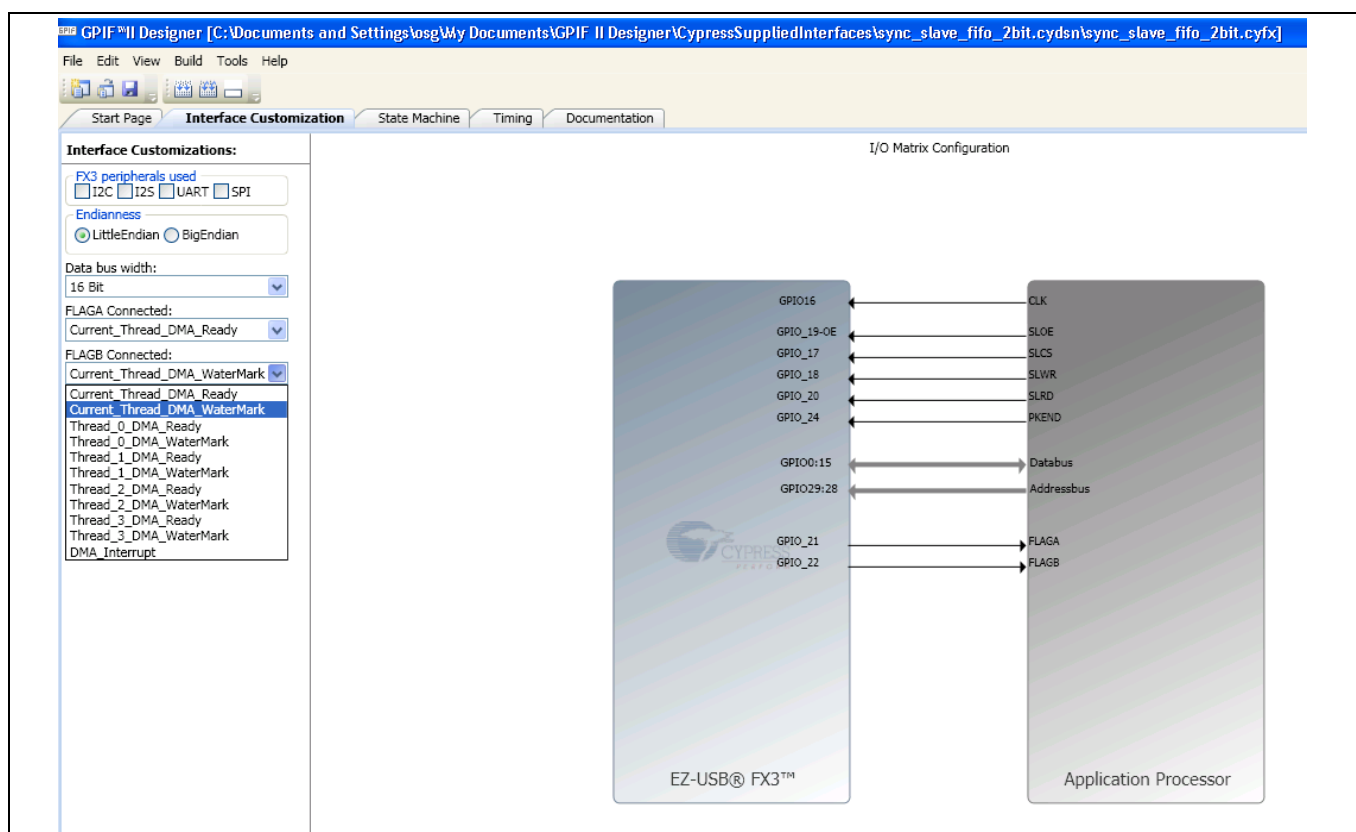 GPIF™II Designer [C:\Documents and Settings\osg\My Documents\GPIF II Designer\CypressSuppliedInterfaces\sync_slave_fifo_2bit.cydsn\sync_slave_fifo_2bit.cyfx]
File Edit View Build Tools Help
Start Page Interface Customization State Machine Timing Documentation
Interface Customizations:
FX3 peripherals used
I2C I2S UART SPI
Endianness
LittleEndian BigEndian
Data bus width:
16 Bit
FLAGA Connected:
Current_Thread_DMA_Ready
FLAGB Connected:
Current_Thread_DMA_WaterMark
Current_Thread_DMA_Ready
Current_Thread_DMA_WaterMark
Thread_0_DMA_Ready
Thread_0_DMA_WaterMark
Thread_1_DMA_Ready
Thread_1_DMA_WaterMark
Thread_2_DMA_Ready
Thread_2_DMA_WaterMark
Thread_3_DMA_Ready
Thread_3_DMA_WaterMark
DMA_Interrupt
I/O Matrix Configuration
GPIO16 CLK
GPIO_19-OE SLOE
GPIO_17 SLCS
GPIO_18 SLWR
GPIO_20 SLRD
GPIO_24 PKEND
GPIO0:15 Databus
GPIO29:28 Addressbus
GPIO_21 FLAGA
CYPRESS
GPIO_22 FLAGB
EZ-USB® FX3™ Application Processor